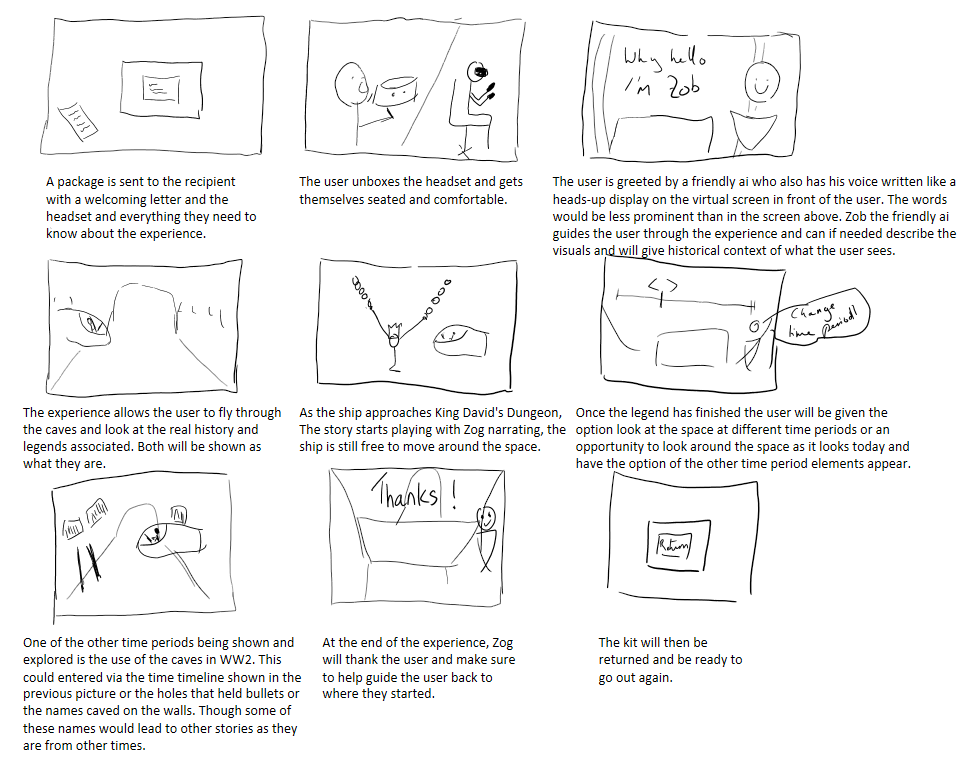 Why hello
I'm Zob
A package is sent to the recipient
with a welcoming letter and the
headset and everything they need to
know about the experience.
The user unboxes the headset and gets
themselves seated and comfortable.
The user is greeted by a friendly ai who also has his voice written like a
heads-up display on the virtual screen in front of the user. The words
would be less prominent than in the screen above. Zob the friendly ai
guides the user through the experience and can if needed describe the
visuals and will give historical context of what the user sees.
Change
time period!
The experience allows the user to fly through
the caves and look at the real history and
legends associated. Both will be shown as
what they are.
As the ship approaches King David's Dungeon,
The story starts playing with Zog narrating, the
ship is still free to move around the space.
Once the legend has finished the user will be given the
option look at the space at different time periods or an
opportunity to look around the space as it looks today and
have the option of the other time period elements appear.
Thanks!
Return
One of the other time periods being shown and
explored is the use of the caves in WW2. This
could entered via the time timeline shown in the
previous picture or the holes that held bullets or
the names caved on the walls. Though some of
these names would lead to other stories as they
are from other times.
At the end of the experience, Zog
will thank the user and make sure
to help guide the user back to
where they started.
The kit will then be
returned and be ready to
go out again.